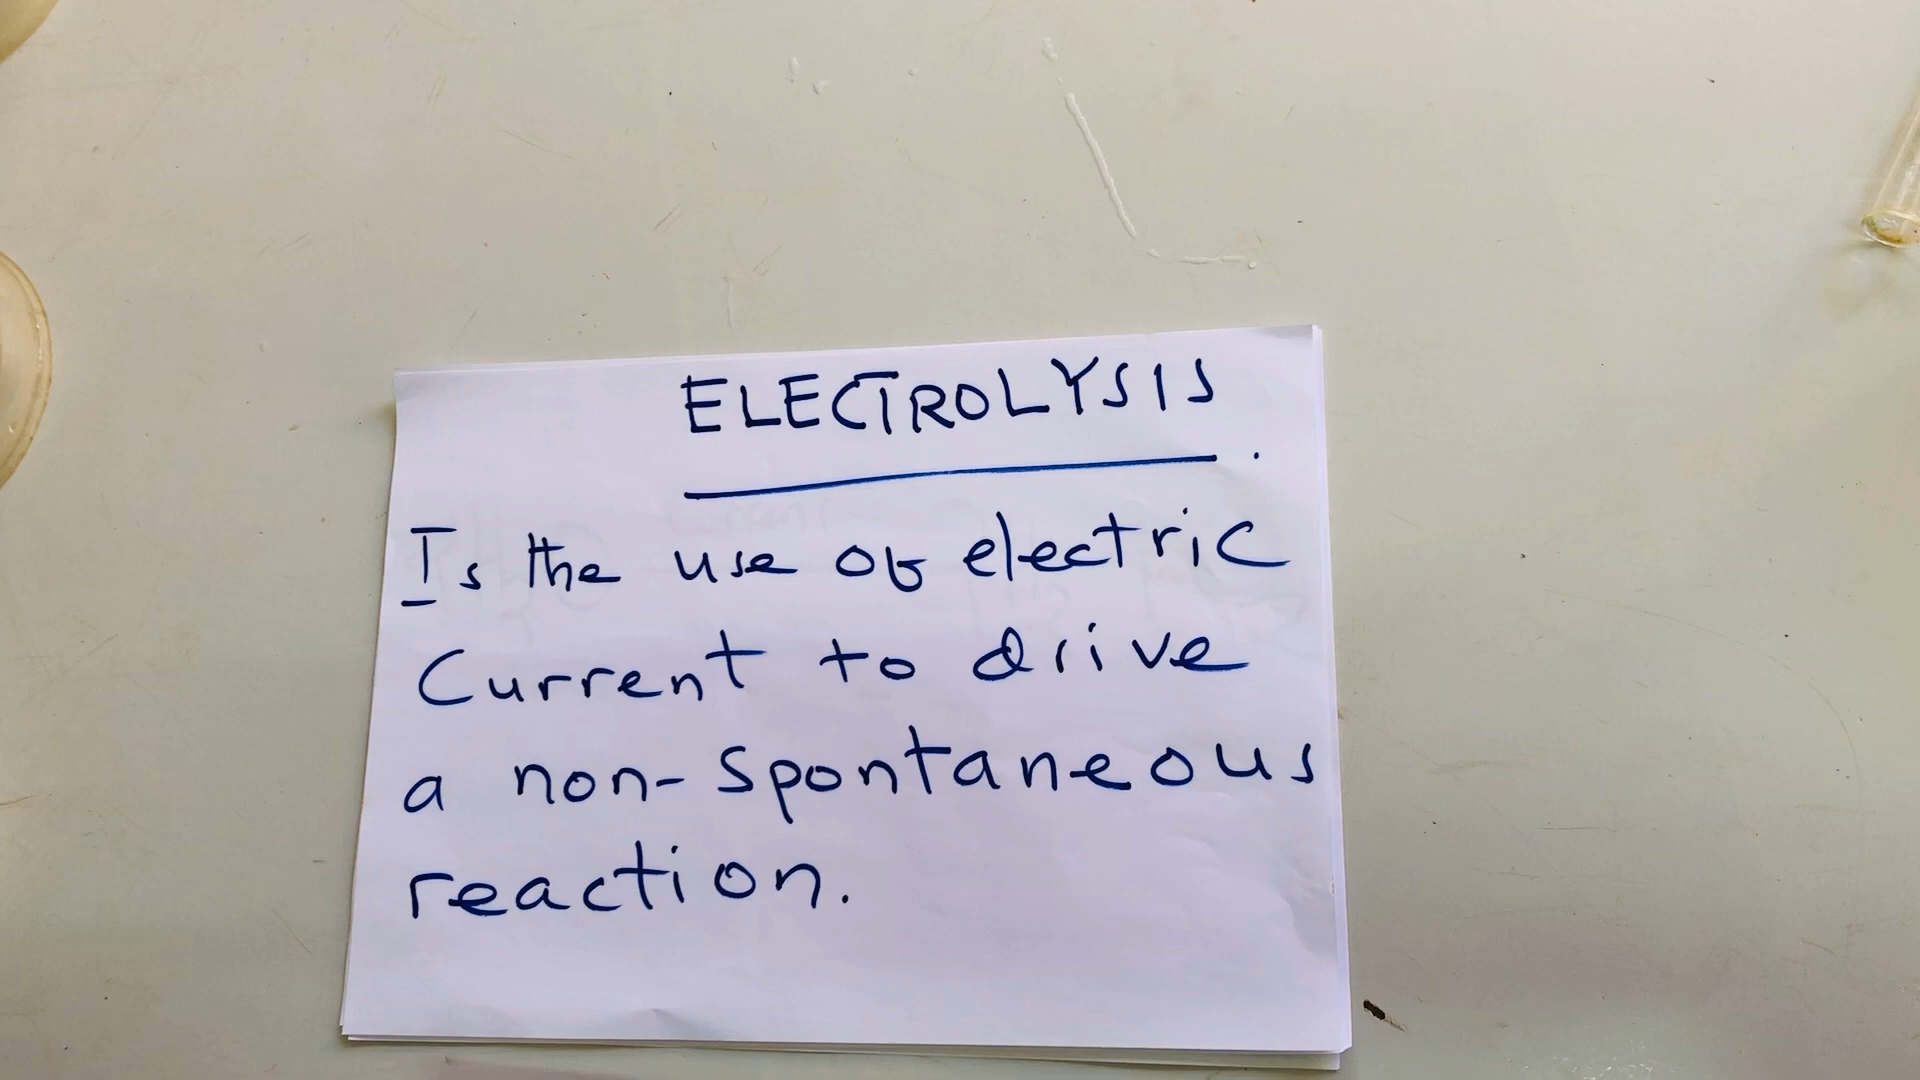 ELECTROLYSIS.
Is the use of electric
Current to drive
a non-spontaneous
reaction.